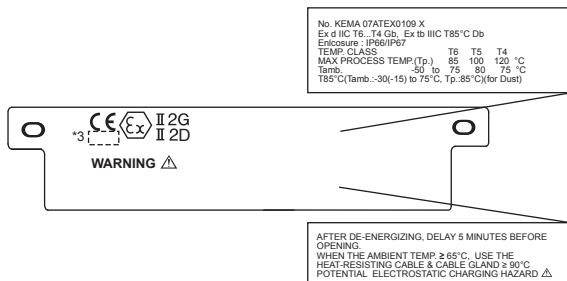 No. KEMA 07ATEX0109 X
Ex d IIC T6...T4 Gb, Ex tb IIIC T85°C Db
Enlcosure : IP66/IP67
TEMP. CLASS T6 T5 T4
MAX PROCESS TEMP.(Tp.) 85 100 120 °C
Tamb. -50 to 75 80 75 °C
T85°C(Tamb.:-30(-15) to 75°C, Tp.:85°C)(for Dust)
CE Ex II 2G
*3 II 2D
WARNING ⚠
AFTER DE-ENERGIZING, DELAY 5 MINUTES BEFORE
OPENING.
WHEN THE AMBIENT TEMP. ≥ 65°C, USE THE
HEAT-RESISTING CABLE & CABLE GLAND ≥ 90°C
POTENTIAL ELECTROSTATIC CHARGING HAZARD ⚠